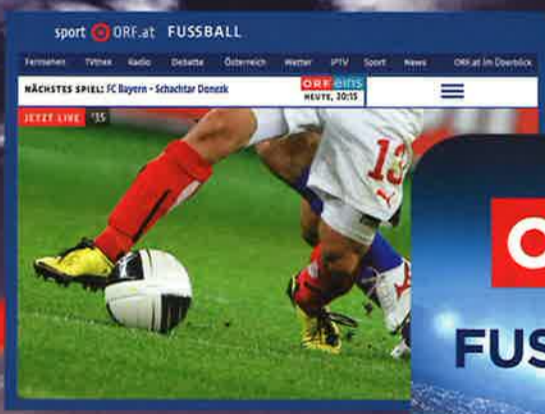 sport ORF.at FUSSBALL
Fernsehen TVthek Radio Debatte Österreich Wetter IPTV Sport News ORF.at im Überblick
NÄCHSTES SPIEL: FC Bayern - Schachtar Donezk
ORF eins
HEUTE, 20:15
JETZT LIVE '35
13
O
FUS